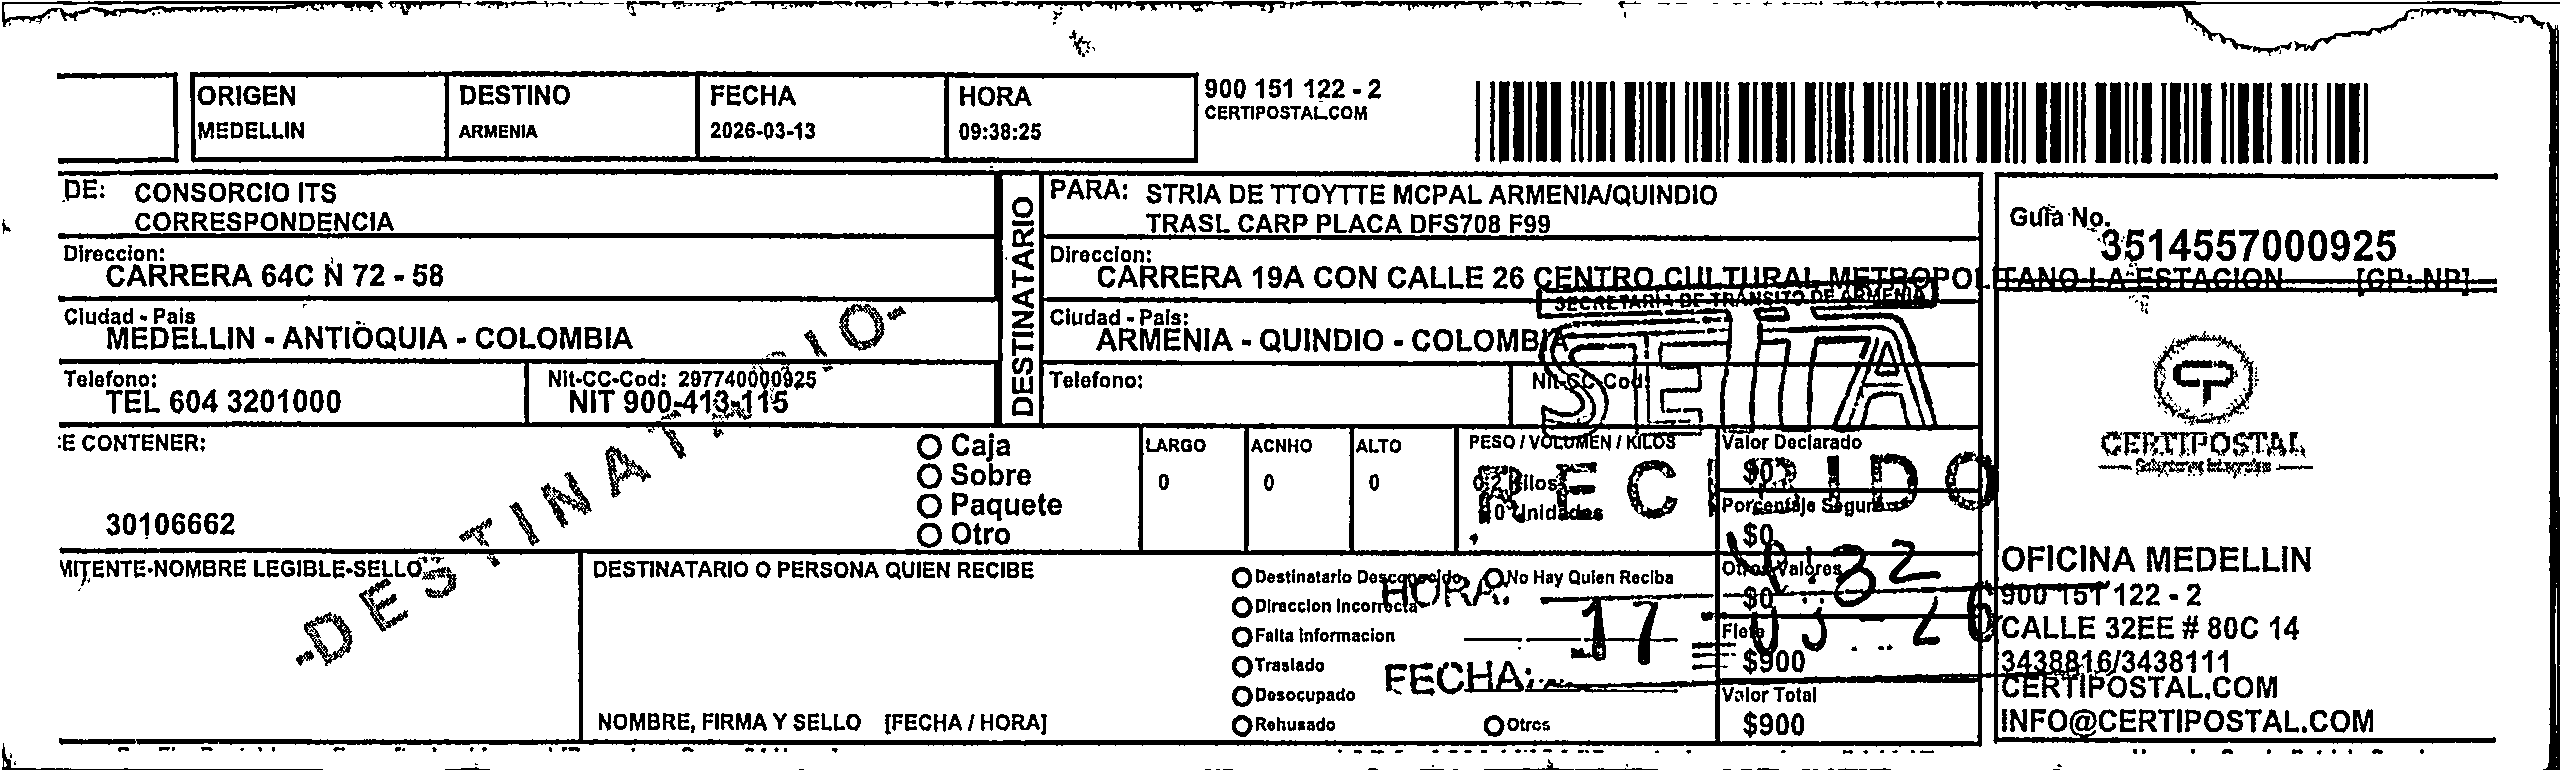 ORIGEN
MEDELLIN
DESTINO
ARMENIA
FECHA
2026-03-13
HORA
09:38:25
900 151 122 - 2
CERTIPOSTAL.COM
DE: CONSORCIO ITS
CORRESPONDENCIA
Direccion:
CARRERA 64C N 72 - 58
Ciudad - Pais
MEDELLIN - ANTIOQUIA - COLOMBIA
Telefono:
TEL 604 3201000
Nit-CC-Cod: 297740000925
NIT 900-413-115
DESTINATARIO
PARA: STRIA DE TTOYTTE MCPAL ARMENIA/QUINDIO
TRASL CARP PLACA DFS708 F99
Direccion:
CARRERA 19A CON CALLE 26 CENTRO CULTURAL METROPOLITANO LA ESTACION [GP:-NP]
Ciudad - Pais:
ARMENIA - QUINDIO - COLOMBIA
Telefono:
Nit-CC-Cod:
SECRETARIA DE TRANSITO DE ARMENIA
SETTA
RECIBIDO
HORA:
FECHA: 17
Guia No.
3514557000925
CERTIPOSTAL
Soluciones Integrales
E CONTENER:
30106662
Caja
Sobre
Paquete
Otro
LARGO
0
ACNHO
0
ALTO
0
PESO / VOLUMEN / KILOS
Kilos
Unidades
Valor Declarado
$0
Porcentaje Seguro
$0
Otros Valores
$0
Flete
$900
Valor Total
$900
MITENTE-NOMBRE LEGIBLE-SELLO
-DESTINATARIO-
DESTINATARIO O PERSONA QUIEN RECIBE
NOMBRE, FIRMA Y SELLO [FECHA / HORA]
Destinatario Desconocido
No Hay Quien Reciba
Direccion Incorrecta
Falta Informacion
Traslado
Desocupado
Rehusado
Otros
OFICINA MEDELLIN
900 151 122 - 2
CALLE 32EE # 80C 14
3438816/3438111
CERTIPOSTAL.COM
INFO@CERTIPOSTAL.COM